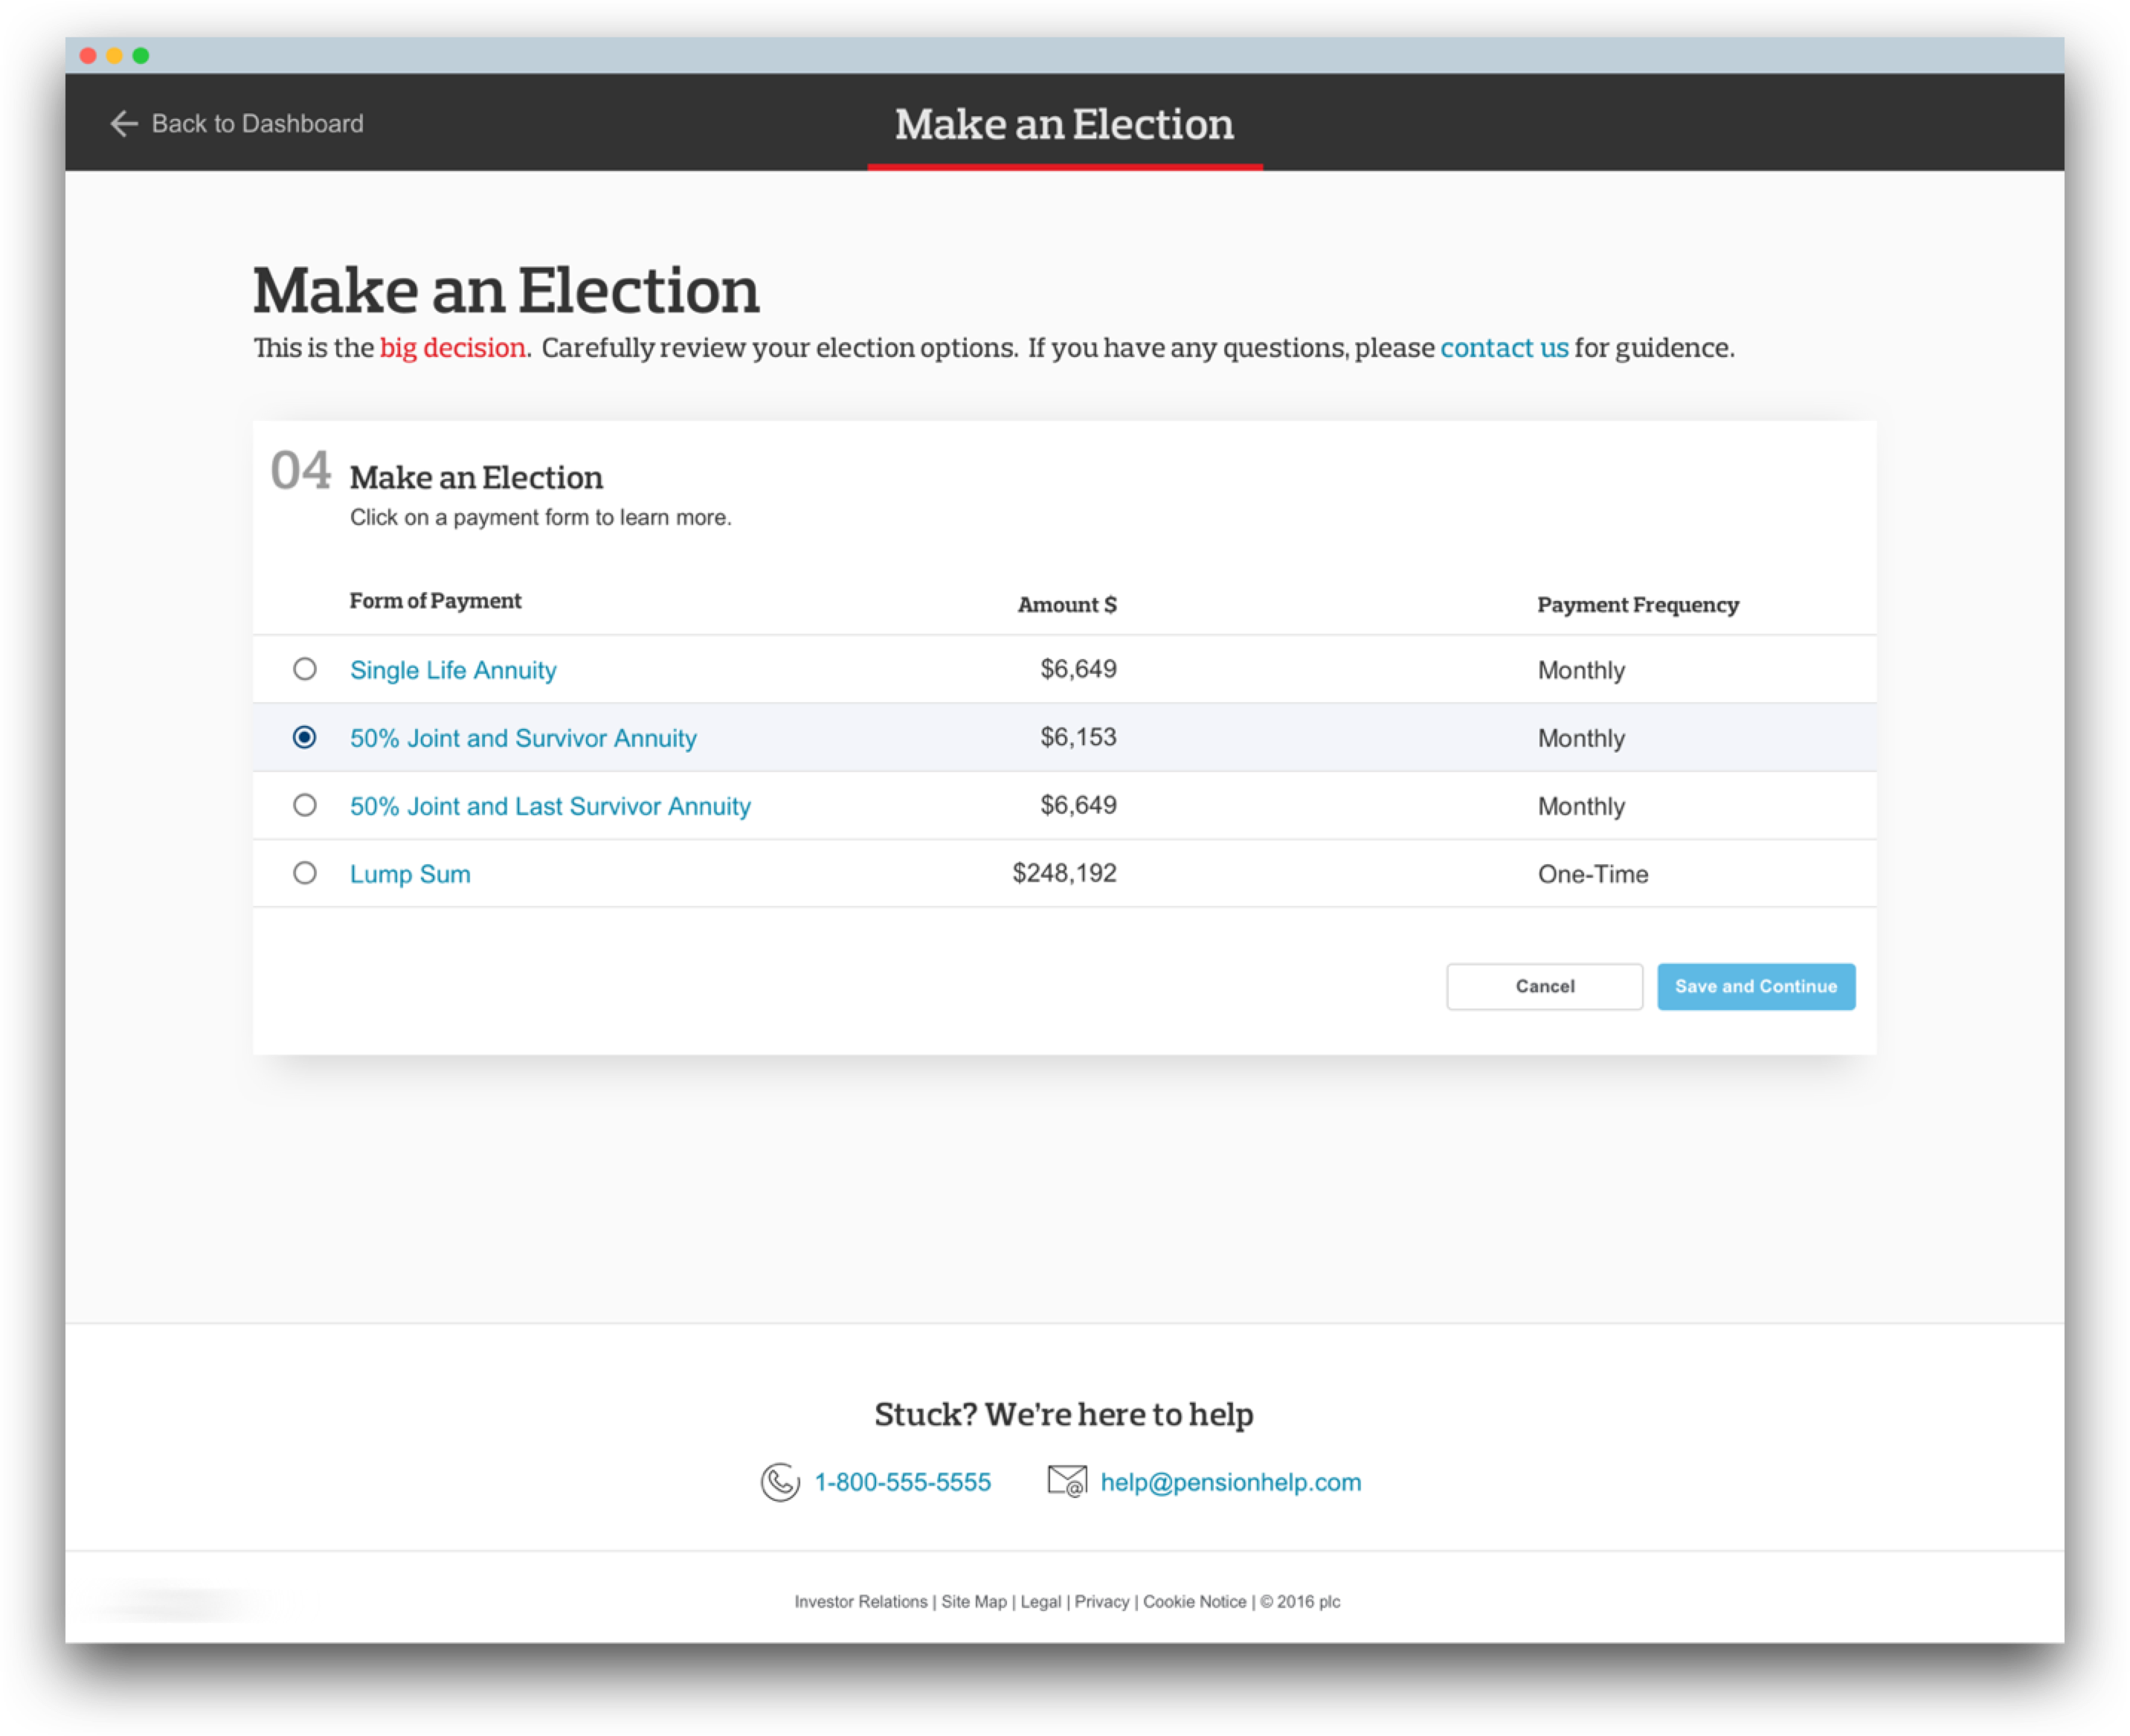 Back to Dashboard
Make an Election
Make an Election
This is the big decision. Carefully review your election options. If you have any questions, please contact us for guidence.
04 Make an Election
Click on a payment form to learn more.
Form of Payment Amount $ Payment Frequency
Single Life Annuity $6,649 Monthly
50% Joint and Survivor Annuity $6,153 Monthly
50% Joint and Last Survivor Annuity $6,649 Monthly
Lump Sum $248,192 One-Time
Cancel Save and Continue
Stuck? We're here to help
1-800-555-5555 help@pensionhelp.com
Investor Relations | Site Map | Legal | Privacy | Cookie Notice | © 2016 plc